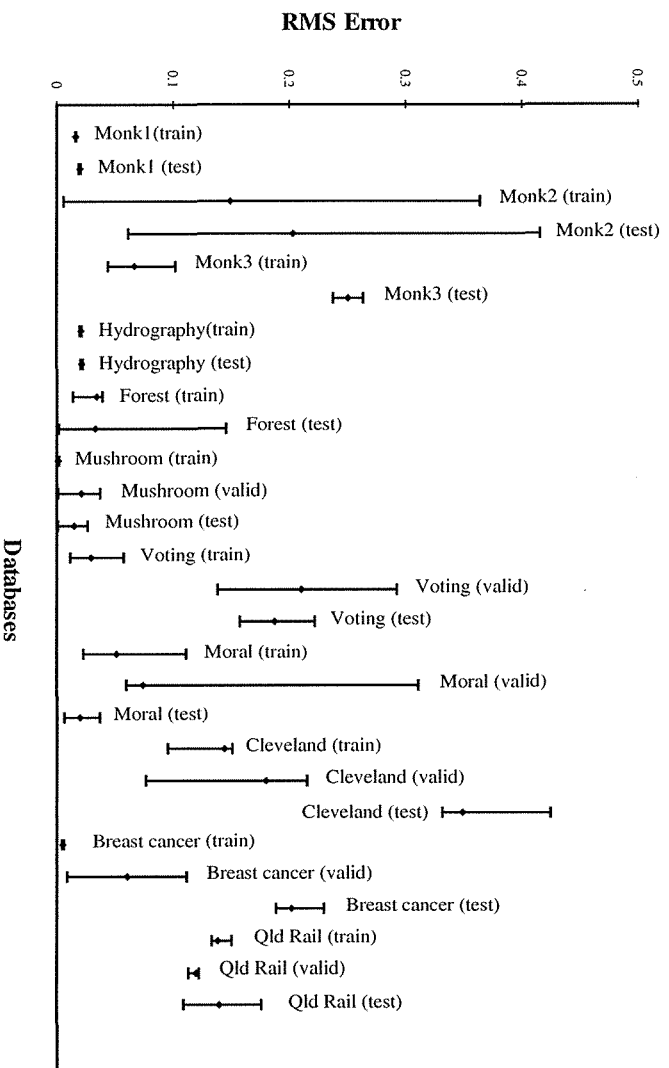 RMS Error
0
0.1
0.2
0.3
0.4
0.5
Monk1(train)
Monk1 (test)
Monk2 (train)
Monk2 (test)
Monk3 (train)
Monk3 (test)
Hydrography(train)
Hydrography (test)
Forest (train)
Forest (test)
Mushroom (train)
Mushroom (valid)
Mushroom (test)
Voting (train)
Voting (valid)
Voting (test)
Moral (train)
Moral (valid)
Moral (test)
Cleveland (train)
Cleveland (valid)
Cleveland (test)
Breast cancer (train)
Breast cancer (valid)
Breast cancer (test)
Qld Rail (train)
Qld Rail (valid)
Qld Rail (test)
Databases